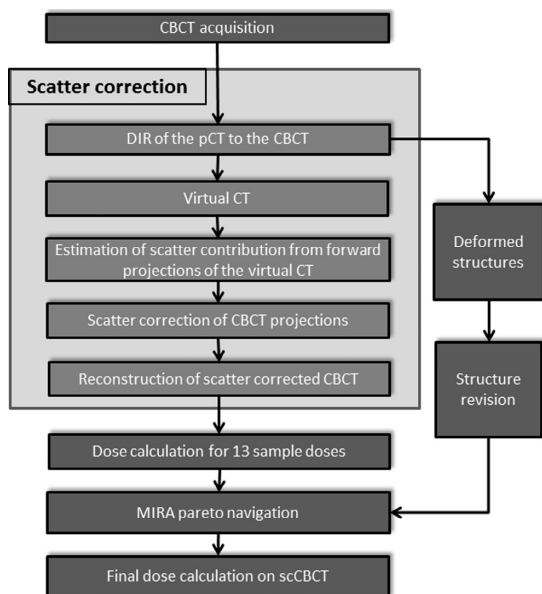 CBCT acquisition
Scatter correction
DIR of the pCT to the CBCT
Virtual CT
Estimation of scatter contribution from forward
projections of the virtual CT
Scatter correction of CBCT projections
Reconstruction of scatter corrected CBCT
Deformed
structures
Structure
revision
Dose calculation for 13 sample doses
MIRA pareto navigation
Final dose calculation on scCBCT